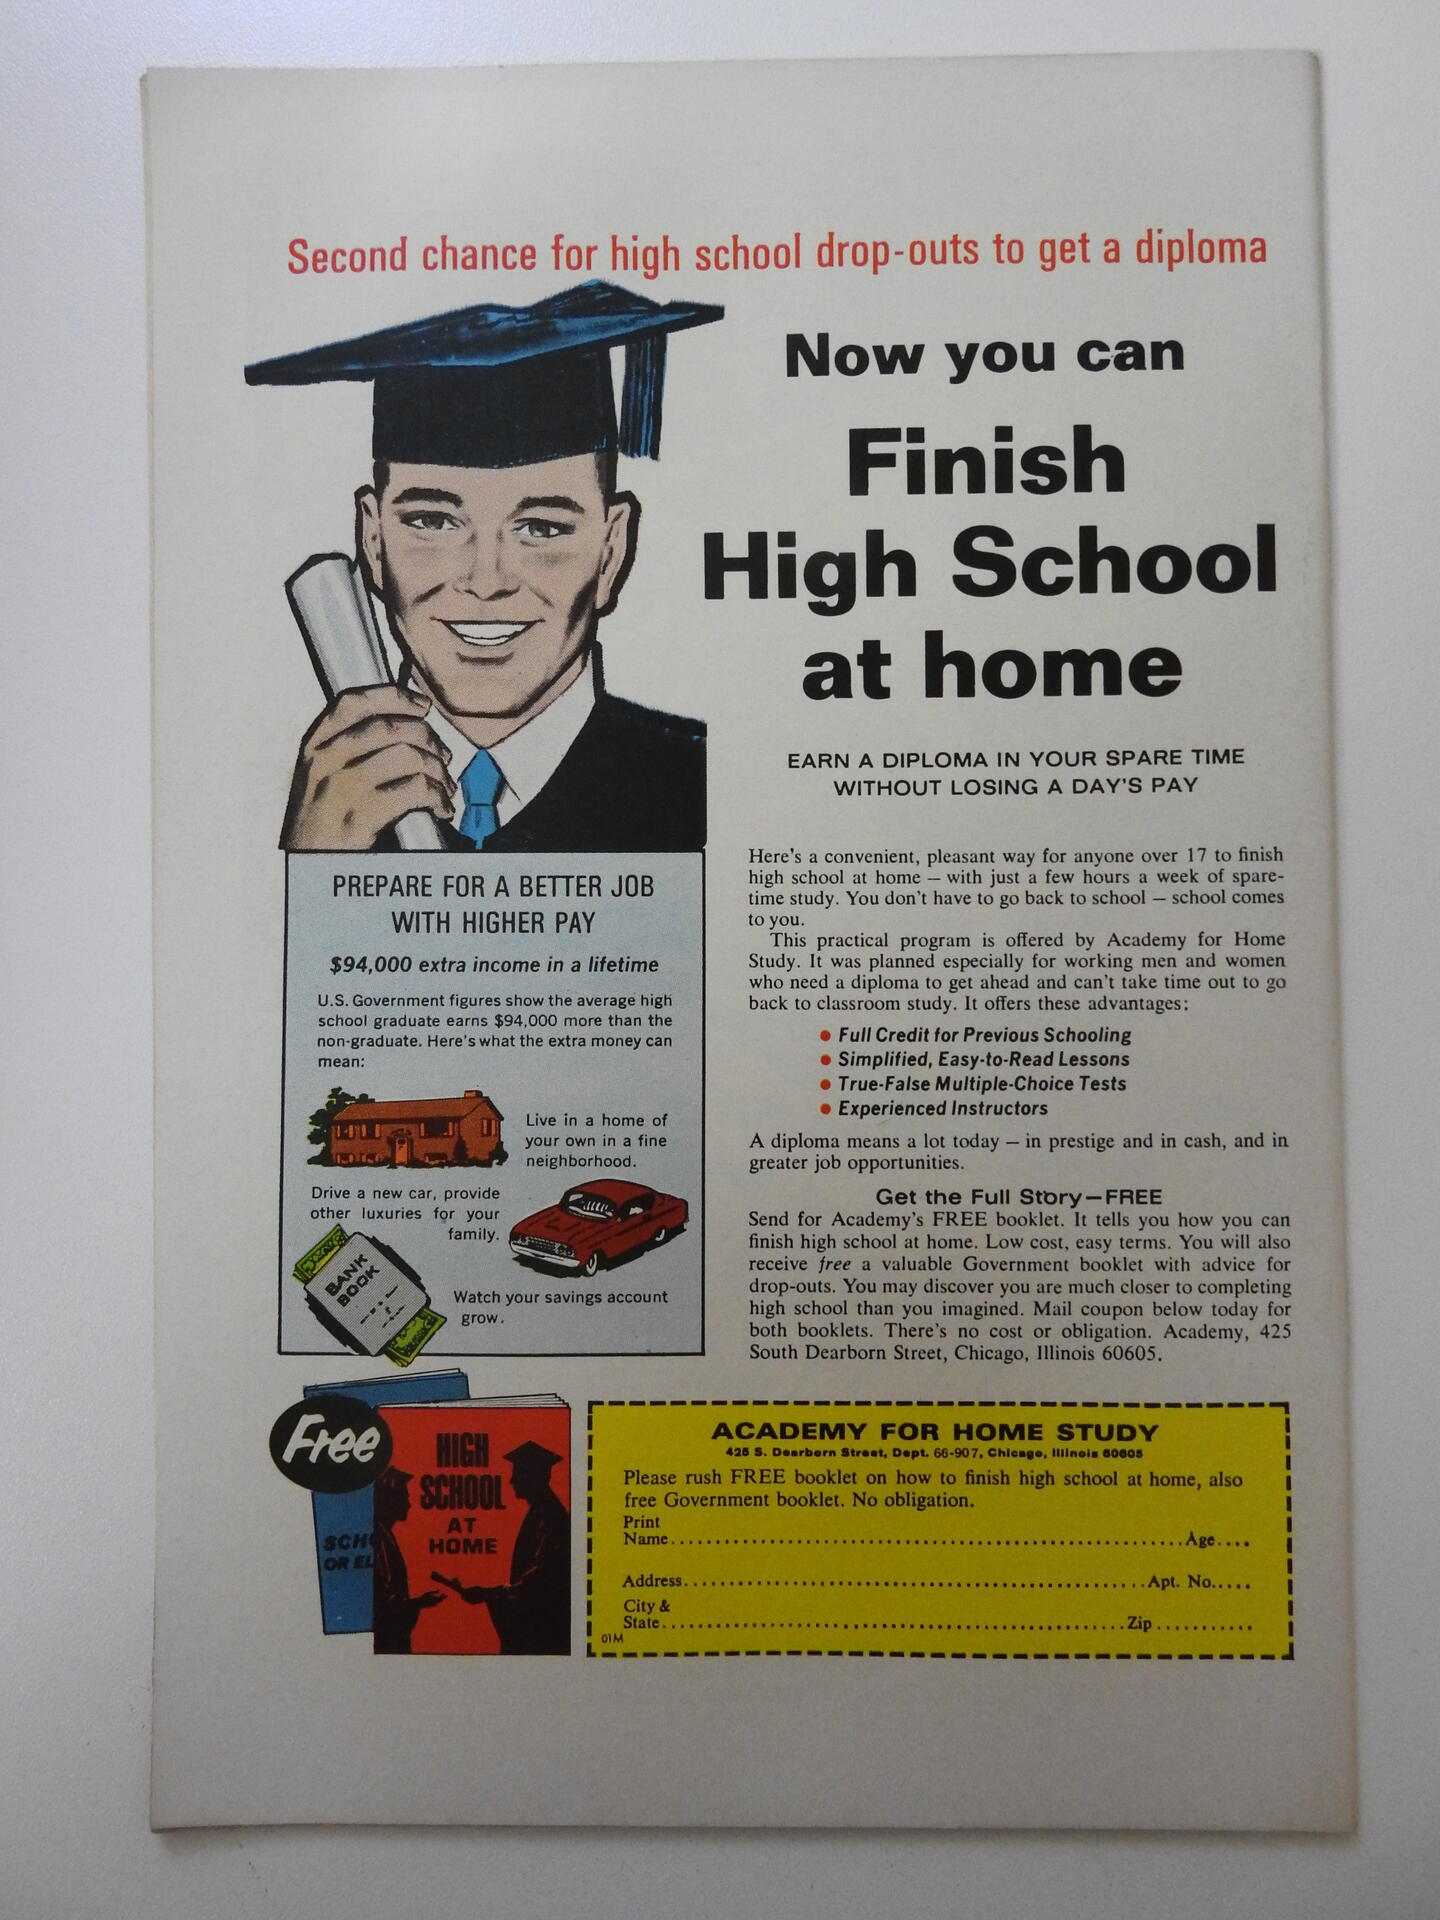 Second chance for high school drop-outs to get a diploma
Now you can
Finish
High School
at home
EARN A DIPLOMA IN YOUR SPARE TIME
WITHOUT LOSING A DAY'S PAY
PREPARE FOR A BETTER JOB
WITH HIGHER PAY
$94,000 extra income in a lifetime
U.S. Government figures show the average high
school graduate earns $94,000 more than the
non-graduate. Here's what the extra money can
mean:
Live in a home of
your own in a fine
neighborhood.
Drive a new car, provide
other luxuries for your
family.
BANK
BOOK
Watch your savings account
grow.
Here's a convenient, pleasant way for anyone over 17 to finish
high school at home — with just a few hours a week of spare-
time study. You don't have to go back to school — school comes
to you.
This practical program is offered by Academy for Home
Study. It was planned especially for working men and women
who need a diploma to get ahead and can't take time out to go
back to classroom study. It offers these advantages:
• Full Credit for Previous Schooling
• Simplified, Easy-to-Read Lessons
• True-False Multiple-Choice Tests
• Experienced Instructors
A diploma means a lot today — in prestige and in cash, and in
greater job opportunities.
Get the Full Story—FREE
Send for Academy's FREE booklet. It tells you how you can
finish high school at home. Low cost, easy terms. You will also
receive free a valuable Government booklet with advice for
drop-outs. You may discover you are much closer to completing
high school than you imagined. Mail coupon below today for
both booklets. There's no cost or obligation. Academy, 425
South Dearborn Street, Chicago, Illinois 60605.
Free
SCH
OR EL
HIGH
SCHOOL
AT
HOME
ACADEMY FOR HOME STUDY
425 S. Dearborn Street, Dept. 66-907, Chicago, Illinois 60605
Please rush FREE booklet on how to finish high school at home, also
free Government booklet. No obligation.
Print
Name..........................................................Age....
Address.....................................................Apt. No.....
City &
State.....................................................Zip...........
01M